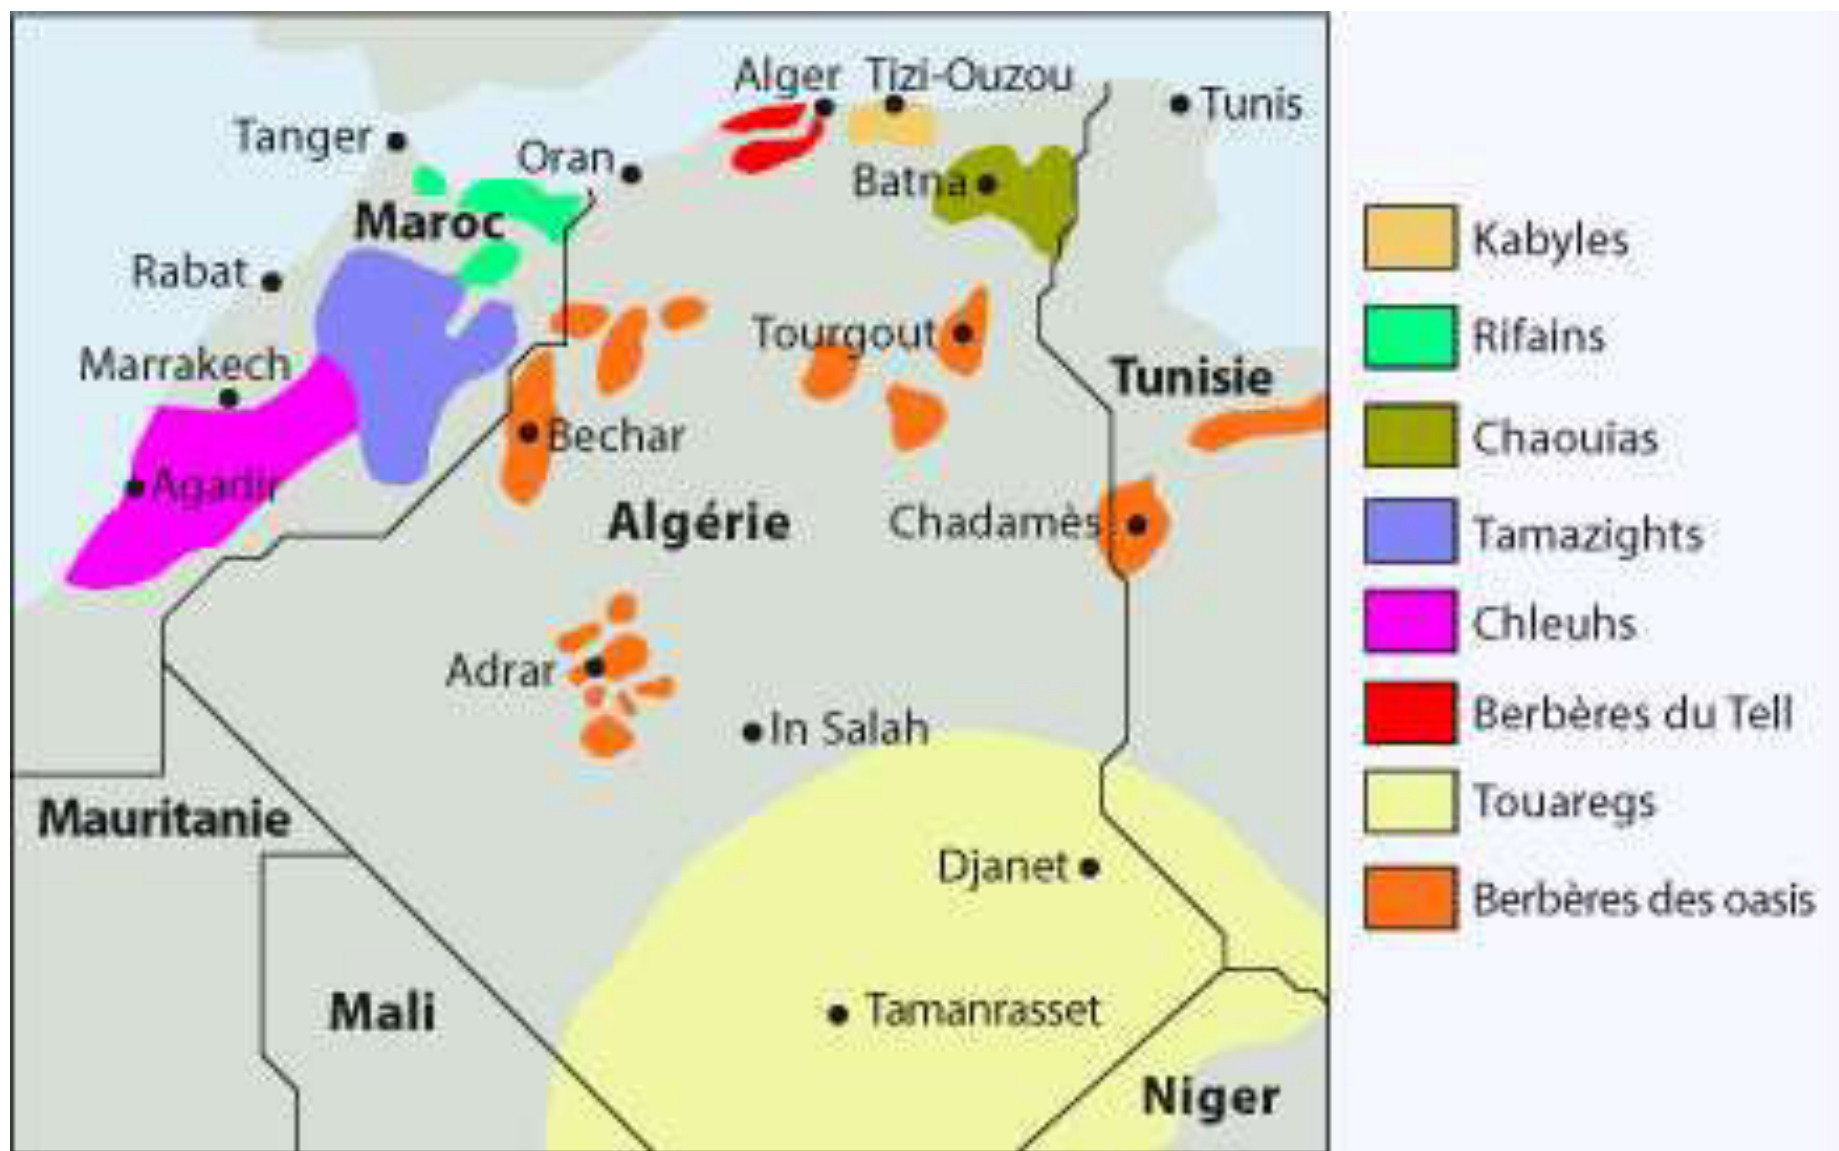 Alger
Tizi-Ouzou
Tunis
Tanger
Oran
Batna
Maroc
Rabat
Tourgout
Marrakech
Tunisie
Bechar
Agadir
Algérie
Chadamès
Adrar
In Salah
Mauritanie
Djanet
Mali
Tamanrasset
Niger
Kabyles
Rifains
Chaouias
Tamazights
Chleuhs
Berbères du Tell
Touaregs
Berbères des oasis